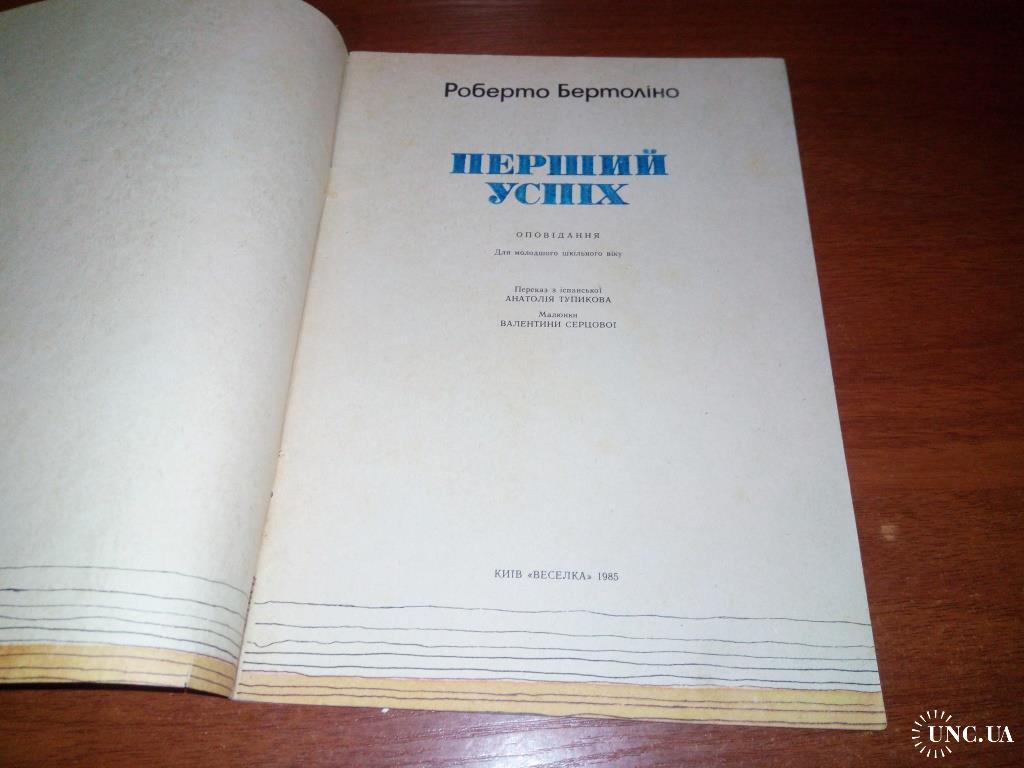 Роберто Бертоліно
ПЕРШИЙ
УСПІХ
ОПОВІДАННЯ
Для молодшого шкільного віку
Переказ з іспанської
АНАТОЛІЯ ТУПИКОВА
Малюнки
ВАЛЕНТИНИ СЕРЦОВОЇ
КИЇВ «ВЕСЕЛКА» 1985
UNC.UA